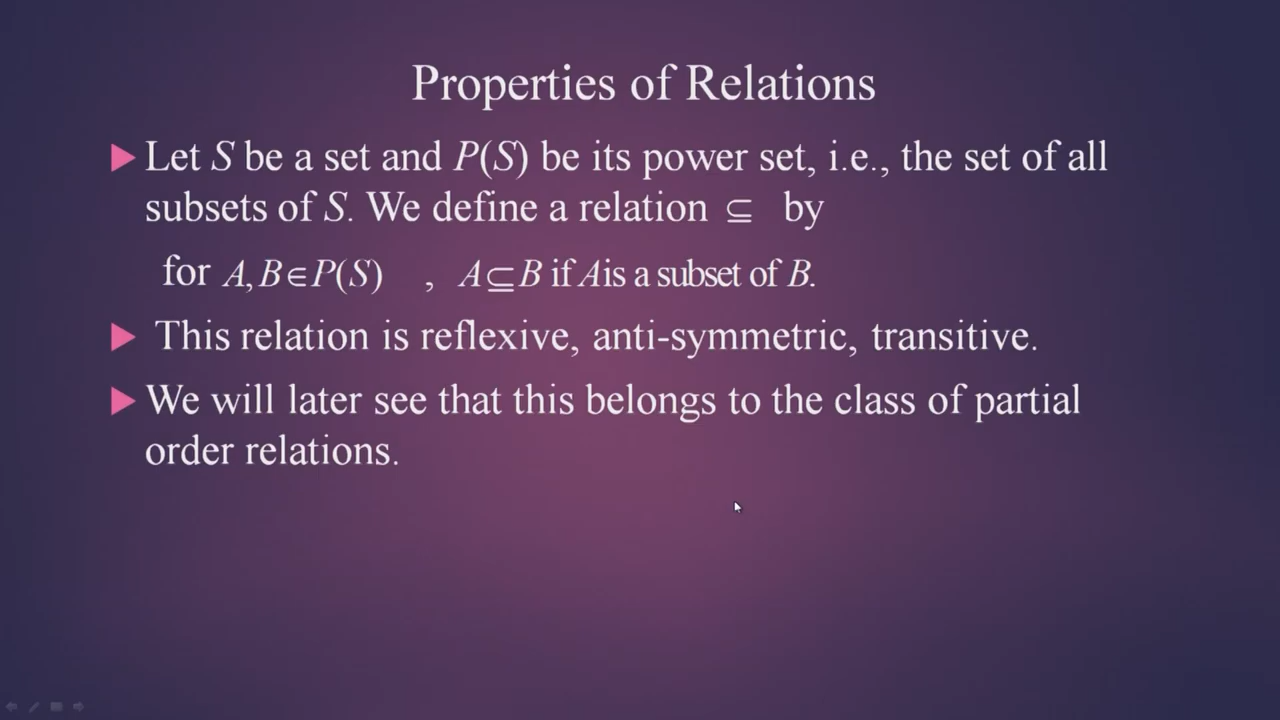 Properties of Relations
Let S be a set and P(S) be its power set, i.e., the set of all
subsets of S. We define a relation ⊆ by
for A, B∈P(S) , A⊆B if A is a subset of B.
This relation is reflexive, anti-symmetric, transitive.
We will later see that this belongs to the class of partial
order relations.